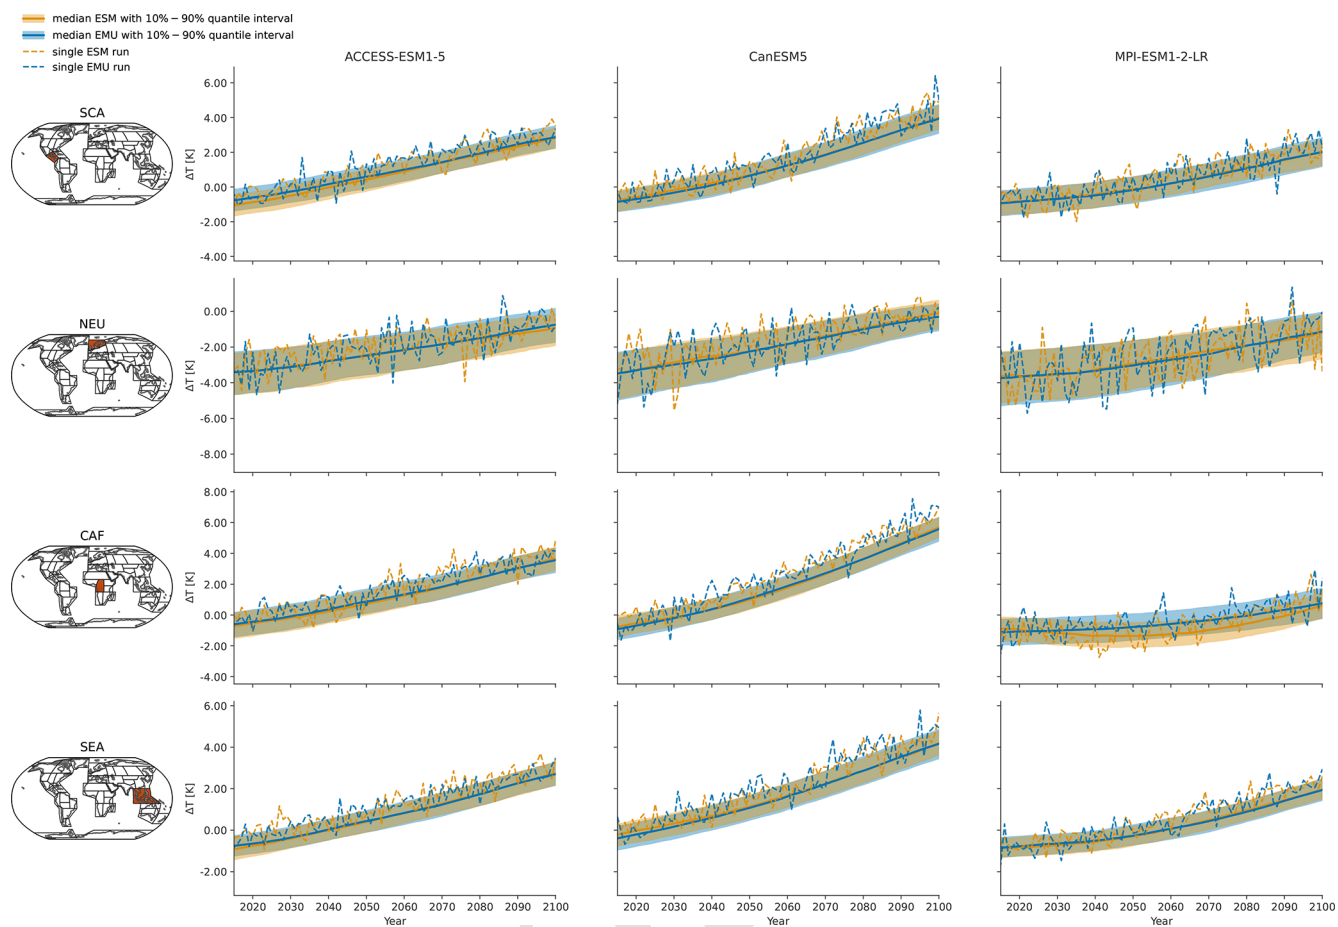 median ESM with 10% − 90% quantile interval
median EMU with 10% − 90% quantile interval
single ESM run
single EMU run
ACCESS-ESM1-5 CanESM5 MPI-ESM1-2-LR
SCA
ΔT [K]
6.00
4.00
2.00
0.00
-2.00
-4.00
NEU
ΔT [K]
0.00
-2.00
-4.00
-6.00
-8.00
CAF
ΔT [K]
8.00
6.00
4.00
2.00
0.00
-2.00
-4.00
SEA
ΔT [K]
6.00
4.00
2.00
0.00
-2.00
2020 2030 2040 2050 2060 2070 2080 2090 2100 2020 2030 2040 2050 2060 2070 2080 2090 2100 2020 2030 2040 2050 2060 2070 2080 2090 2100
Year Year Year